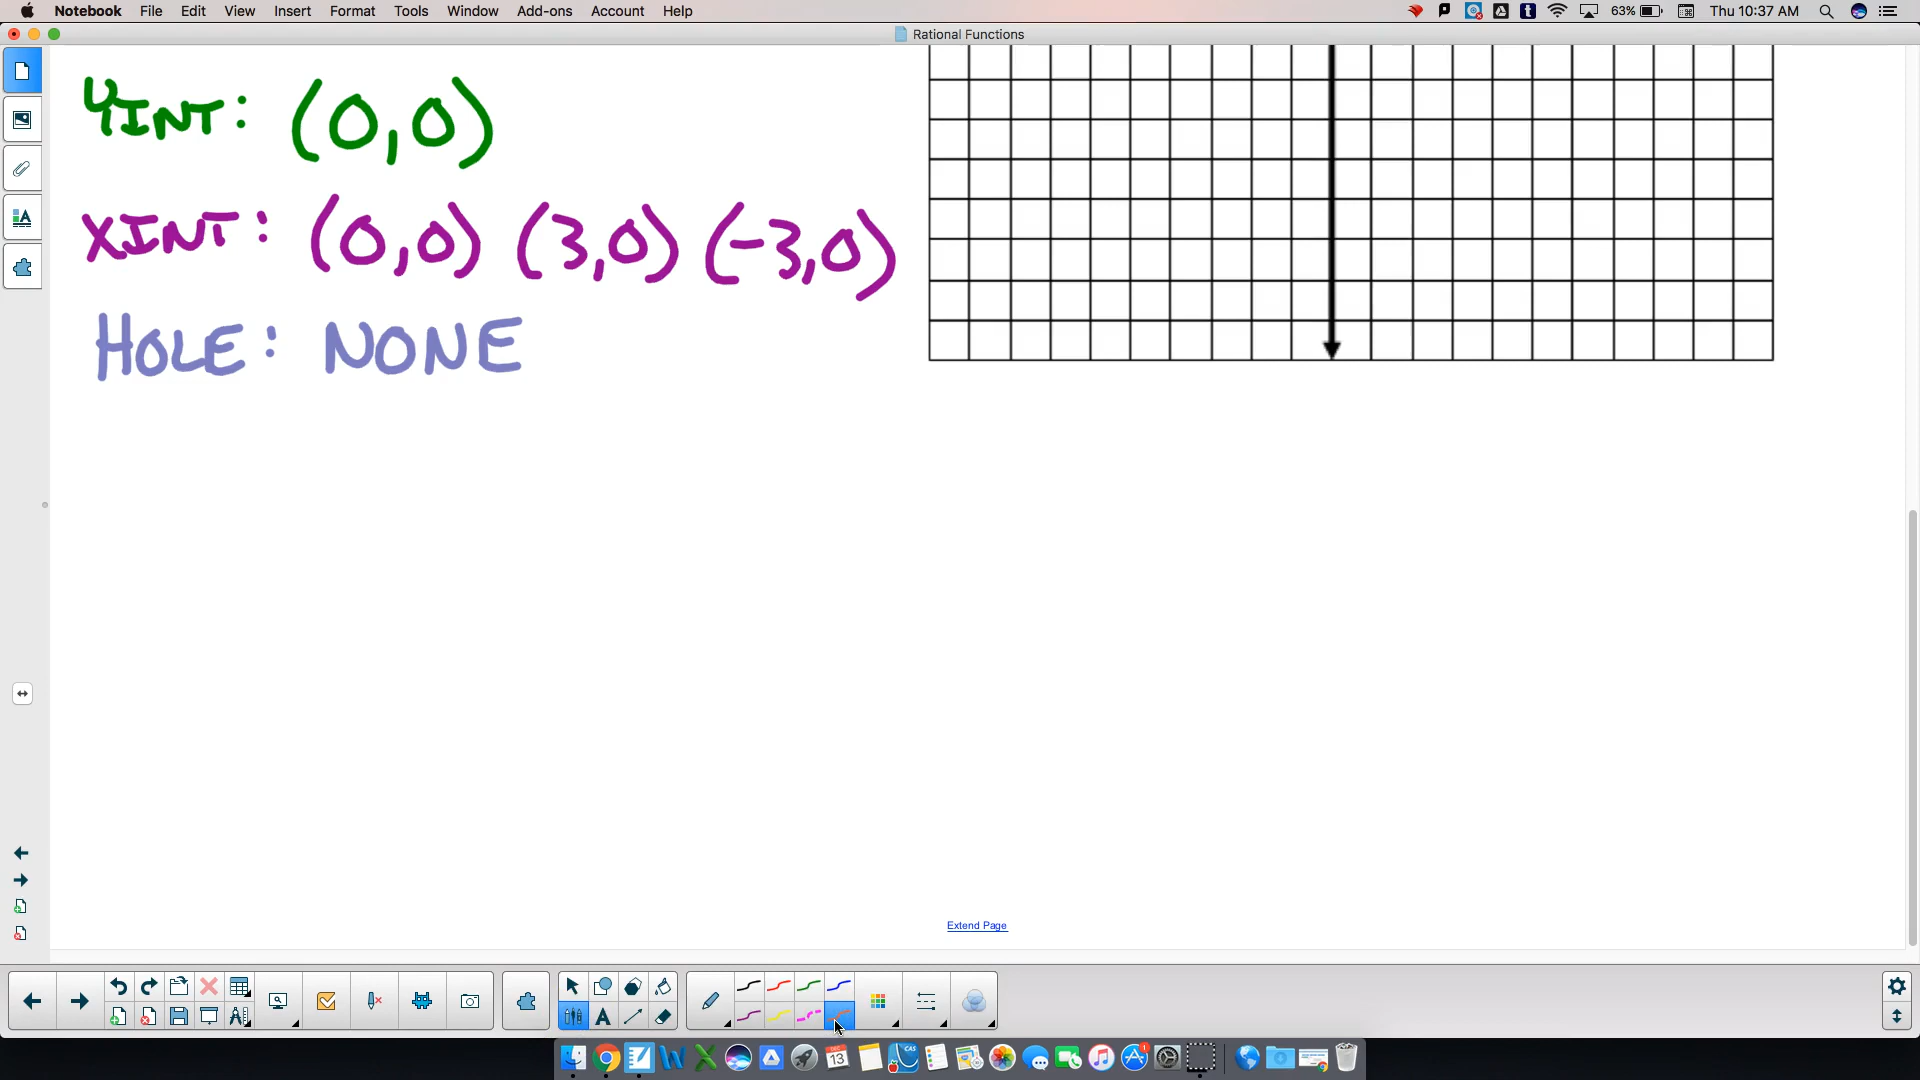 Notebook File Edit View Insert Format Tools Window Add-ons Account Help 63% Thu 10:37 AM
Rational Functions
YINT: (0,0)
XINT: (0,0) (3,0) (-3,0)
HOLE: NONE
Extend Page